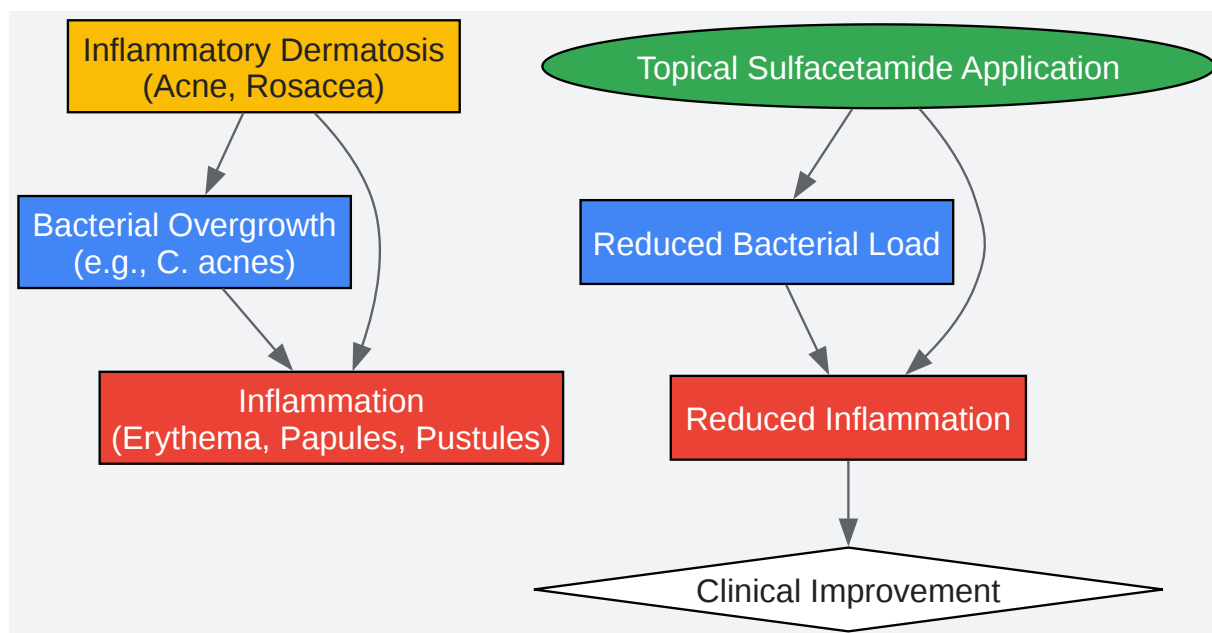 Inflammatory Dermatosis
(Acne, Rosacea)
Topical Sulfacetamide Application
Bacterial Overgrowth
(e.g., C. acnes)
Reduced Bacterial Load
Inflammation
(Erythema, Papules, Pustules)
Reduced Inflammation
Clinical Improvement